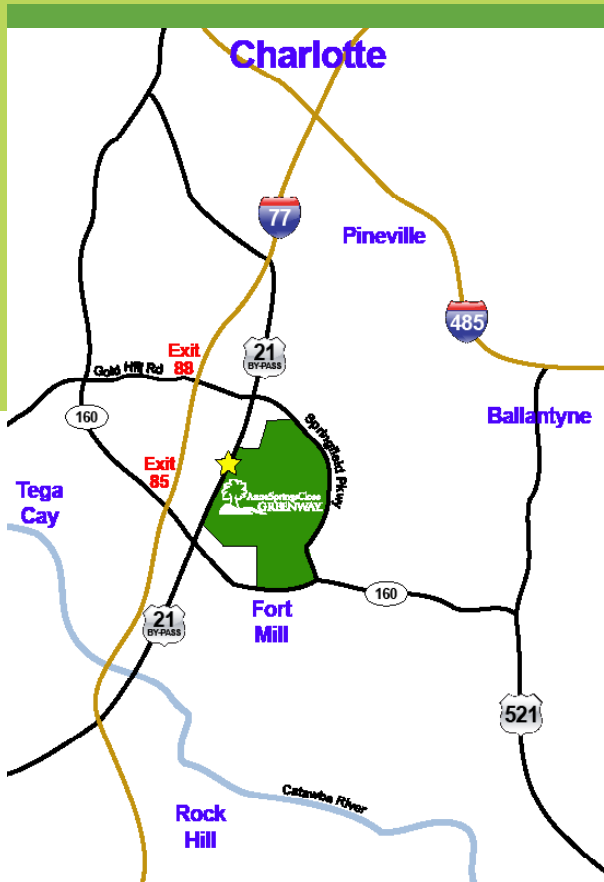 Charlotte
77
Pineville
485
21
BY-PASS
Exit
88
Gold Hill Rd
160
Ballantyne
Springfield Pkwy
Exit
85
Tega
Cay
AnneSpringsClose
GREENWAY
160
21
BY-PASS
Fort
Mill
521
Catawba River
Rock
Hill